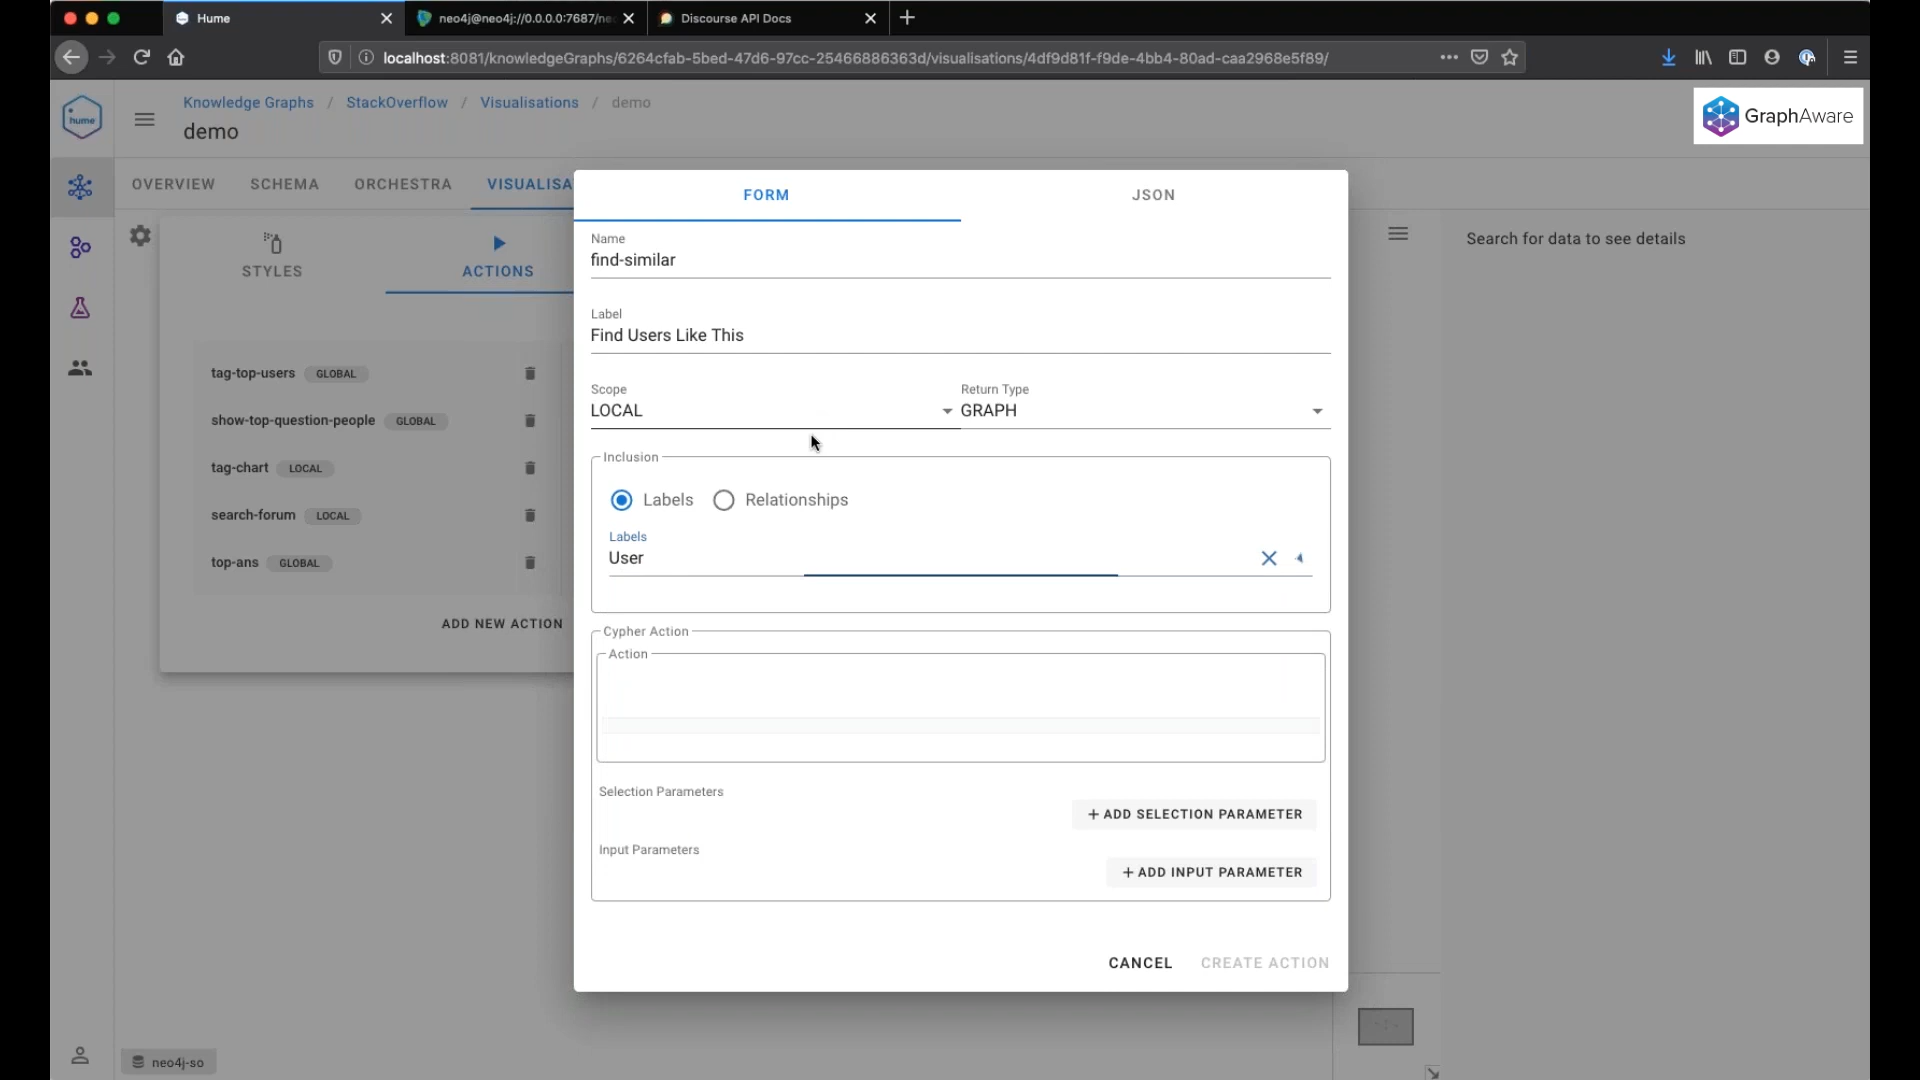 Home
neo4j@neo4j://0.0.0.0:7687/ne
Discourse API Docs
localhost:8081/knowledgeGraphs/6264cfab-5bed-47d6-97cc-25466886363d/visualisations/4df9d81f-f9de-4bb4-80ad-caa2968e5f89/
hume
Knowledge Graphs / StackOverflow / Visualisations / demo
demo
GraphAware
OVERVIEW SCHEMA ORCHESTRA VISUALISA
STYLES
ACTIONS
tag-top-users GLOBAL
show-top-question-people GLOBAL
tag-chart LOCAL
search-forum LOCAL
top-ans GLOBAL
ADD NEW ACTION
FORM JSON
Name
find-similar
Label
Find Users Like This
Scope Return Type
LOCAL GRAPH
Inclusion
Labels Relationships
Labels
User
Cypher Action
Action
Selection Parameters
+ ADD SELECTION PARAMETER
Input Parameters
+ ADD INPUT PARAMETER
CANCEL CREATE ACTION
Search for data to see details
neo4j-so